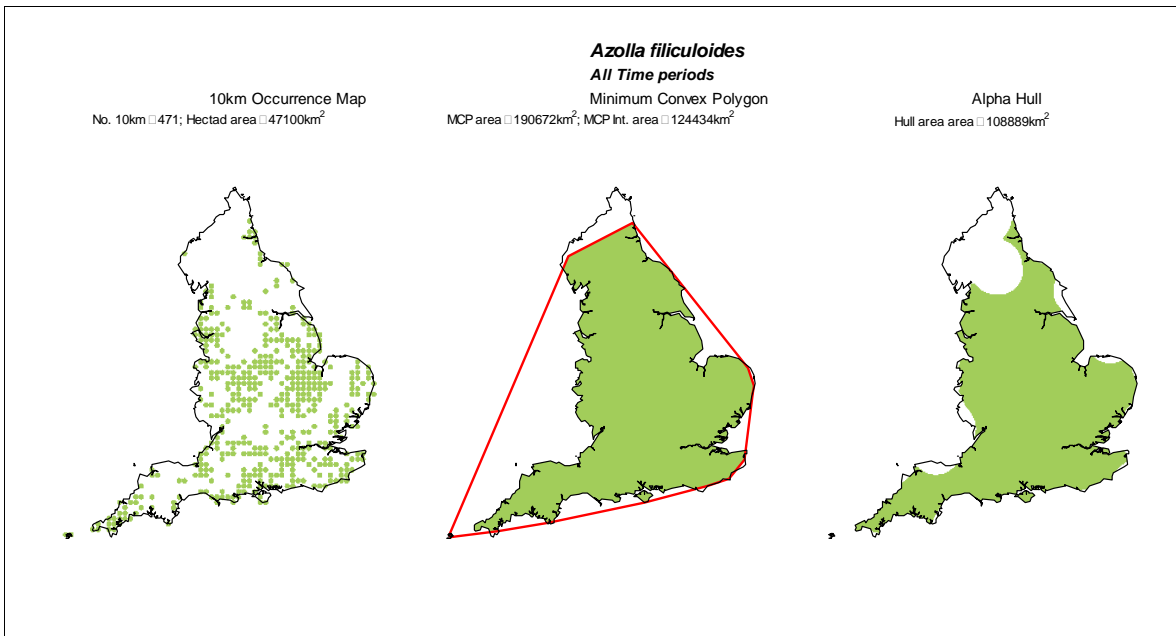 Azolla filiculoides
All Time periods
10km Occurrence Map
No. 10km □ 471; Hectad area □ 47100km²
Minimum Convex Polygon
MCP area □ 190672km²; MCP Int. area □ 124434km²
Alpha Hull
Hull area area □ 108889km²